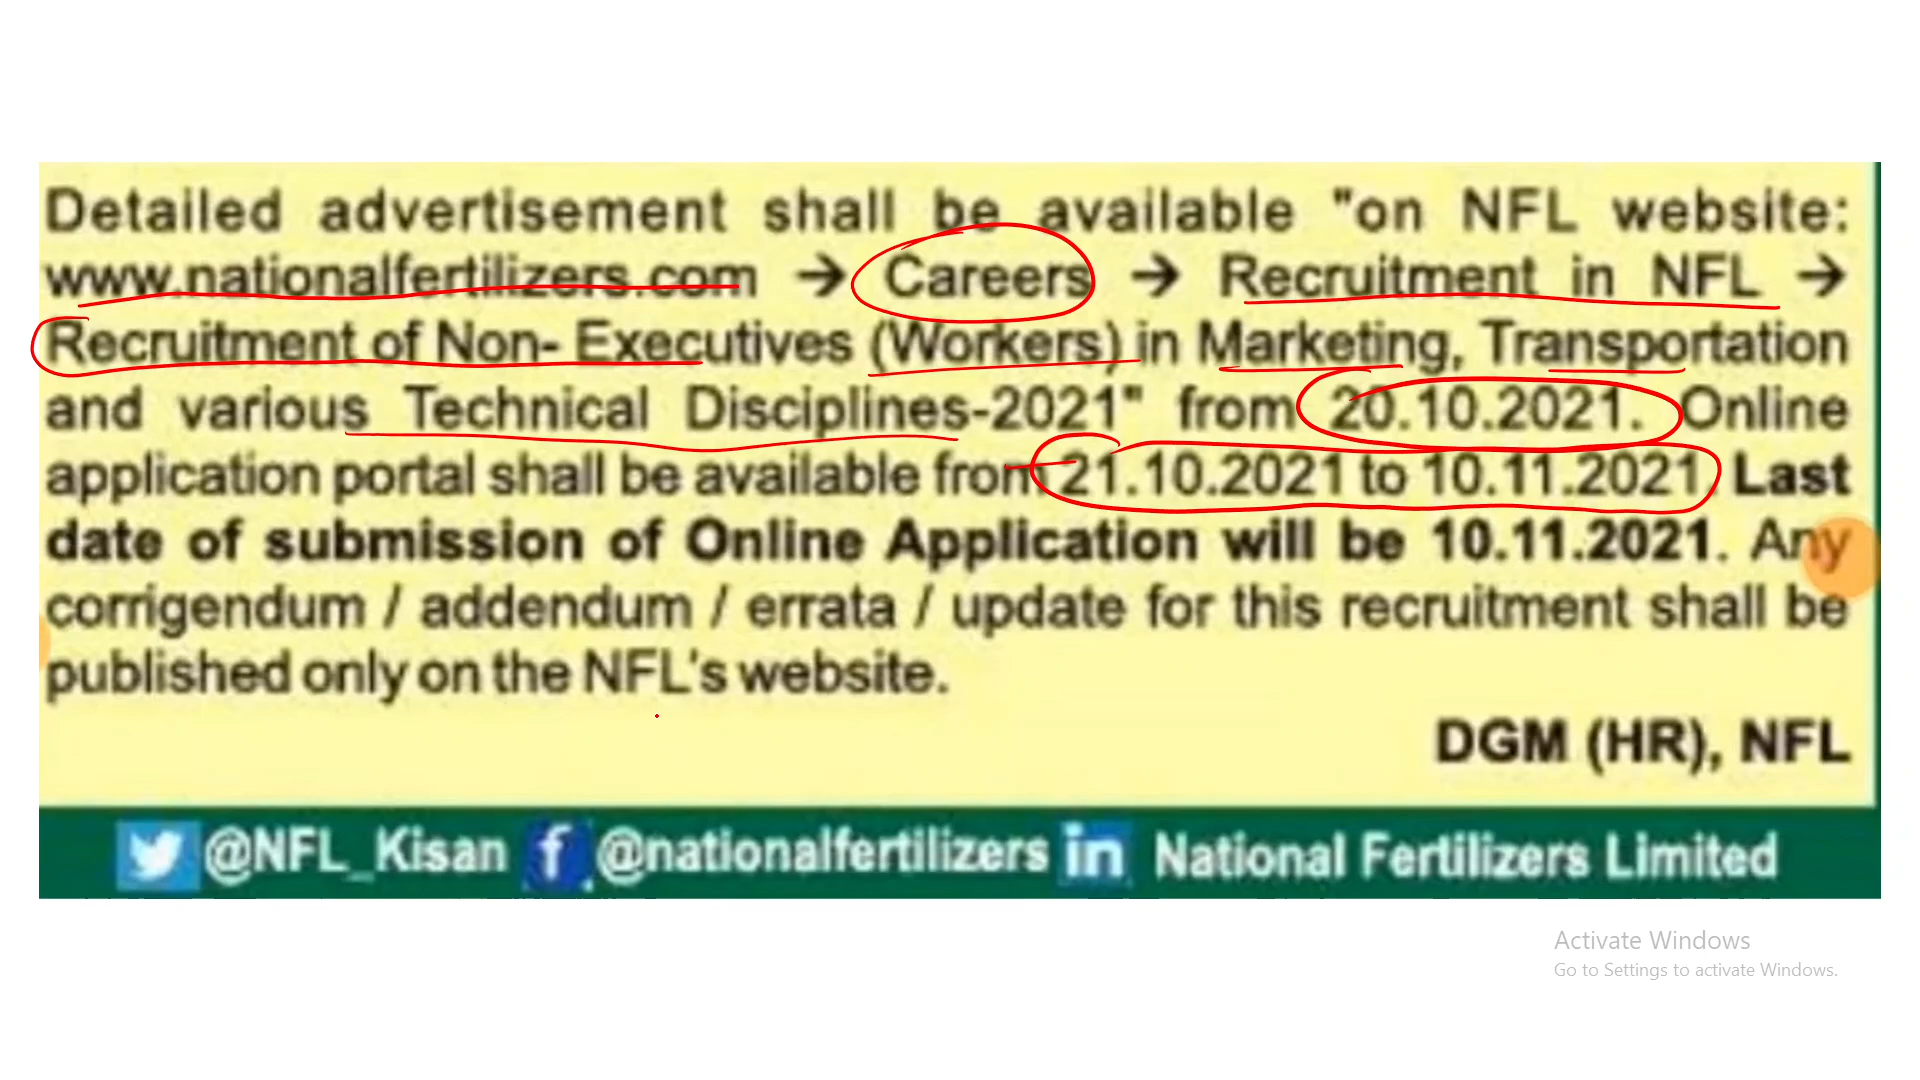 Detailed advertisement shall be available "on NFL website:
www.nationalfertilizers.com → Careers → Recruitment in NFL →
Recruitment of Non- Executives (Workers) in Marketing, Transportation
and various Technical Disciplines-2021" from 20.10.2021. Online
application portal shall be available from 21.10.2021 to 10.11.2021. Last
date of submission of Online Application will be 10.11.2021. Any
corrigendum / addendum / errata / update for this recruitment shall be
published only on the NFL's website.
DGM (HR), NFL
@NFL_Kisan @nationalfertilizers in National Fertilizers Limited
Activate Windows
Go to Settings to activate Windows.